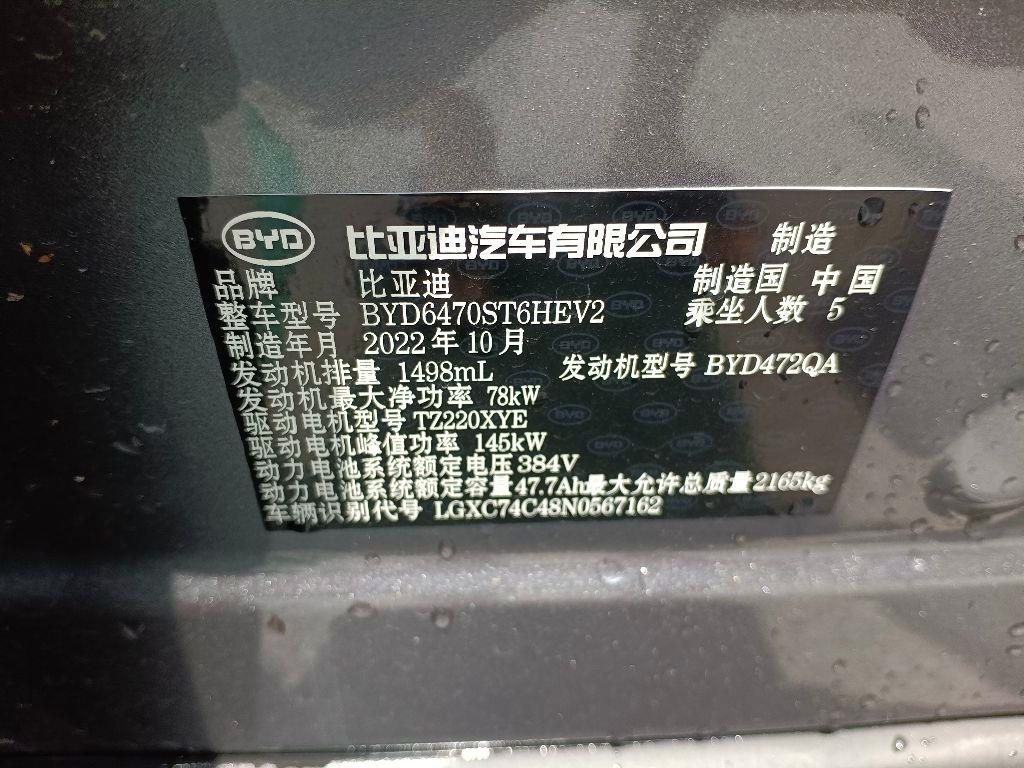 BYD 比亚迪汽车有限公司 制造
品牌 比亚迪 制造国 中国
整车型号 BYD6470ST6HEV2 乘坐人数 5
制造年月 2022年10月
发动机排量 1498mL 发动机型号 BYD472QA
发动机最大净功率 78kW
驱动电机型号 TZ220XYE
驱动电机峰值功率 145kW
动力电池系统额定电压 384V
动力电池系统额定容量 47.7Ah 最大允许总质量 2165kg
车辆识别代号 LGXC74C48N0567162